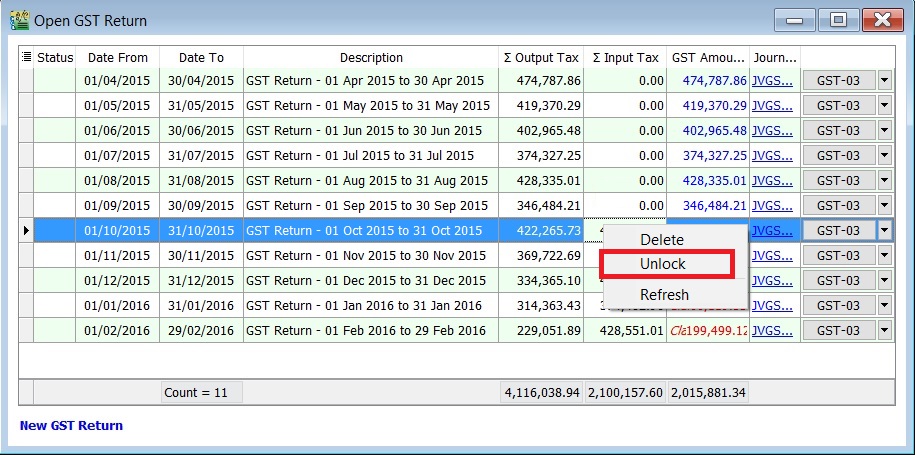 Open GST Return
Status Date From Date To Description Σ Output Tax Σ Input Tax GST Amou... Journ...
01/04/2015 30/04/2015 GST Return - 01 Apr 2015 to 30 Apr 2015 474,787.86 0.00 474,787.86 JVGS... GST-03
01/05/2015 31/05/2015 GST Return - 01 May 2015 to 31 May 2015 419,370.29 0.00 419,370.29 JVGS... GST-03
01/06/2015 30/06/2015 GST Return - 01 Jun 2015 to 30 Jun 2015 402,965.48 0.00 402,965.48 JVGS... GST-03
01/07/2015 31/07/2015 GST Return - 01 Jul 2015 to 31 Jul 2015 374,327.25 0.00 374,327.25 JVGS... GST-03
01/08/2015 31/08/2015 GST Return - 01 Aug 2015 to 31 Aug 2015 428,335.01 0.00 428,335.01 JVGS... GST-03
01/09/2015 30/09/2015 GST Return - 01 Sep 2015 to 30 Sep 2015 346,484.21 0.00 346,484.21 JVGS... GST-03
01/10/2015 31/10/2015 GST Return - 01 Oct 2015 to 31 Oct 2015 422,265.73 JVGS... GST-03
01/11/2015 30/11/2015 GST Return - 01 Nov 2015 to 30 Nov 2015 369,722.69 JVGS... GST-03
01/12/2015 31/12/2015 GST Return - 01 Dec 2015 to 31 Dec 2015 334,365.10 JVGS... GST-03
01/01/2016 31/01/2016 GST Return - 01 Jan 2016 to 31 Jan 2016 314,363.43 JVGS... GST-03
01/02/2016 29/02/2016 GST Return - 01 Feb 2016 to 29 Feb 2016 229,051.89 428,551.01 199,499.12 JVGS... GST-03
Delete
Unlock
Refresh
Count = 11 4,116,038.94 2,100,157.60 2,015,881.34
New GST Return